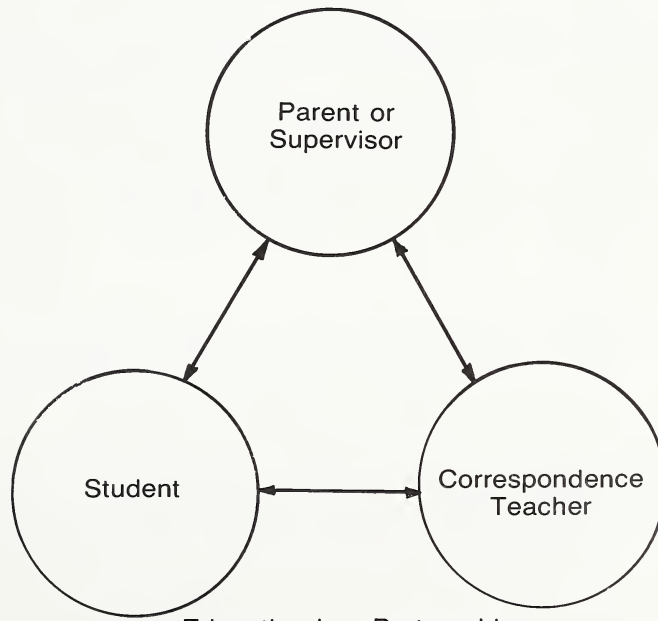 Parent or
Supervisor
Student
Correspondence
Teacher